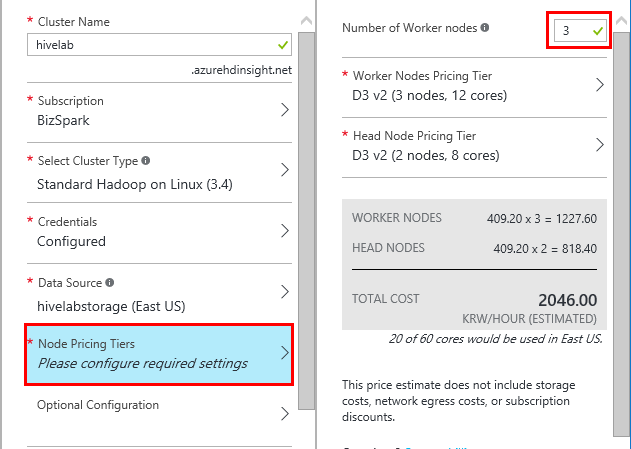 * Cluster Name
hivelab
.azurehdinsight.net
* Subscription
BizSpark
* Select Cluster Type
Standard Hadoop on Linux (3.4)
* Credentials
Configured
* Data Source
hivelabstorage (East US)
* Node Pricing Tiers
Please configure required settings
Optional Configuration
Number of Worker nodes
3
* Worker Nodes Pricing Tier
D3 v2 (3 nodes, 12 cores)
* Head Node Pricing Tier
D3 v2 (2 nodes, 8 cores)
WORKER NODES 409.20 x 3 = 1227.60
HEAD NODES 409.20 x 2 = 818.40
TOTAL COST 2046.00
KRW/HOUR (ESTIMATED)
20 of 60 cores would be used in East US.
This price estimate does not include storage
costs, network egress costs, or subscription
discounts.